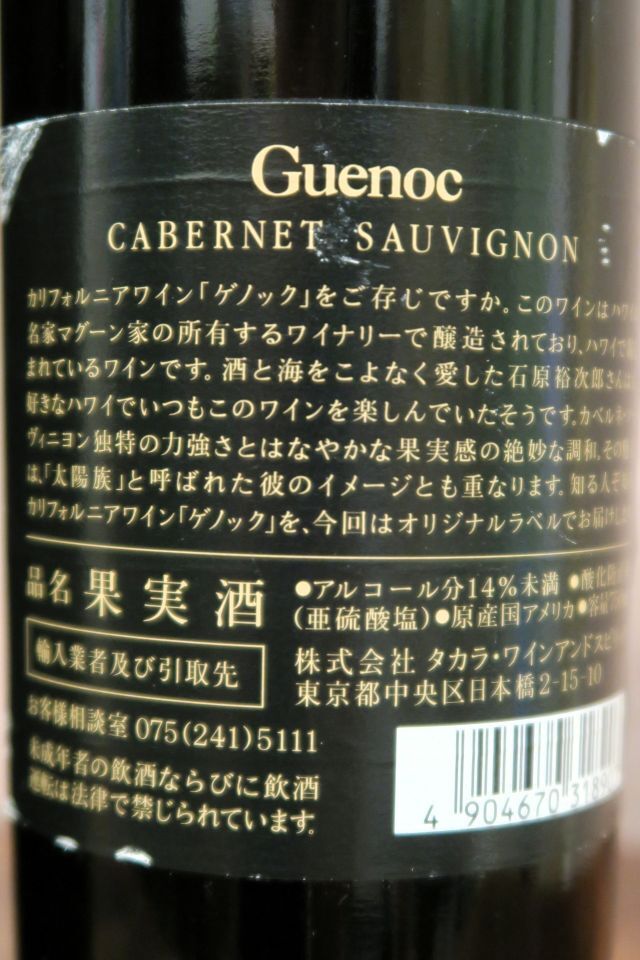 Guenoc
CABERNET SAUVIGNON
カリフォルニアワイン「ゲノック」をご存じですか。このワインはハワイ
名家マグーン家の所有するワイナリーで醸造されており、ハワイで
まれているワインです。酒と海をこよなく愛した石原裕次郎さんは
好きなハワイでいつもこのワインを楽しんでいたそうです。カベルネ・
ヴィニヨン独特の力強さとはなやかな果実感の絶妙な調和。その
は、「太陽族」と呼ばれた彼のイメージとも重なります。知る人ぞ
カリフォルニアワイン「ゲノック」を、今回はオリジナルラベルでお届けし
品名 果実酒
●アルコール分14%未満 ●酸化防
(亜硫酸塩)●原産国アメリカ●容量
輸入業者及び引取先
株式会社 タカラ・ワインアンドスピ
東京都中央区日本橋2-15-10
お客様相談室 075(241)5111
未成年者の飲酒ならびに飲酒
運転は法律で禁じられています。
4 904670 318